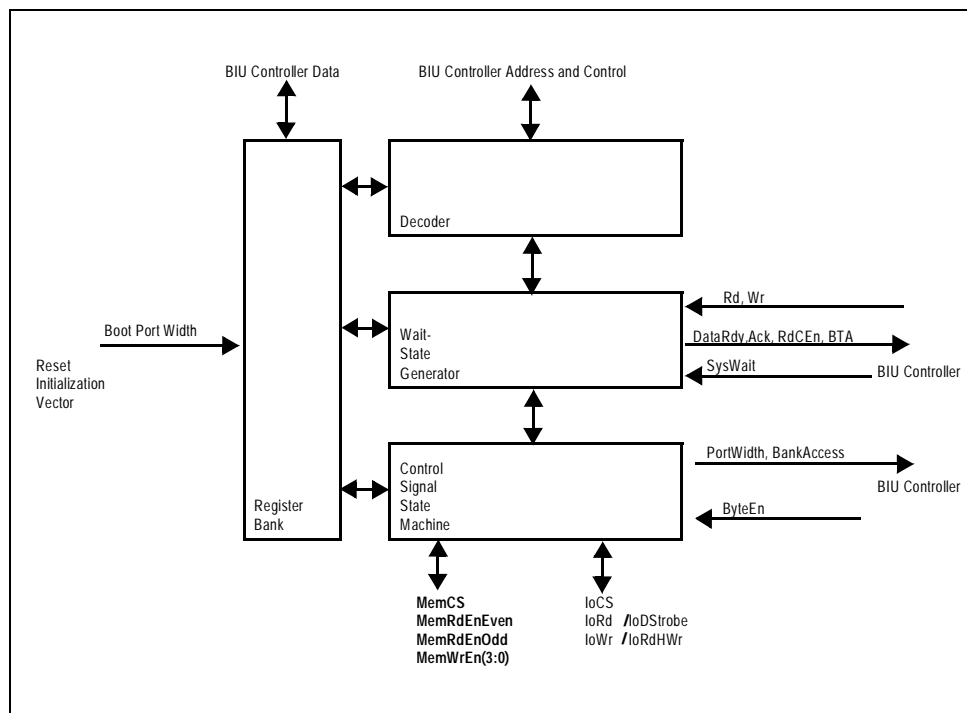 BIU Controller Data
BIU Controller Address and Control
Decoder
Rd, Wr
Boot Port Width
Wait-
State
Generator
DataRdy,Ack, RdCEn, BTA
SysWait
BIU Controller
Reset
Initialization
Vector
PortWidth, BankAccess
Control
Signal
State
Machine
BIU Controller
Register
Bank
ByteEn
MemCS
MemRdEnEven
MemRdEnOdd
MemWrEn(3:0)
IoCS
IoRd /IoDStrobe
IoWr /IoRdHWr